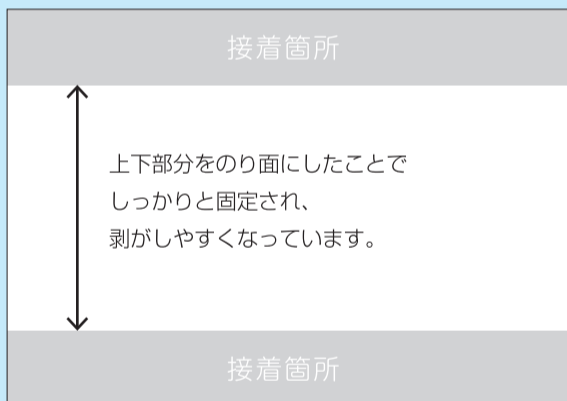 接着箇所
上下部分をのり面にしたことで
しっかりと固定され、
剥がしやすくなっています。
接着箇所